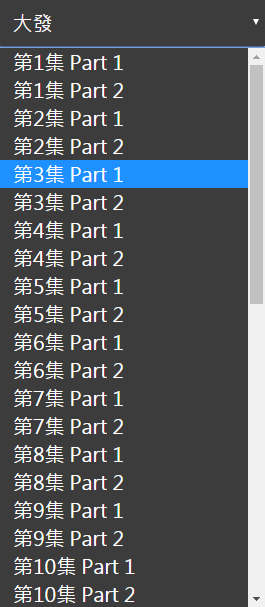 大發
第1集 Part 1
第1集 Part 2
第2集 Part 1
第2集 Part 2
第3集 Part 1
第3集 Part 2
第4集 Part 1
第4集 Part 2
第5集 Part 1
第5集 Part 2
第6集 Part 1
第6集 Part 2
第7集 Part 1
第7集 Part 2
第8集 Part 1
第8集 Part 2
第9集 Part 1
第9集 Part 2
第10集 Part 1
第10集 Part 2